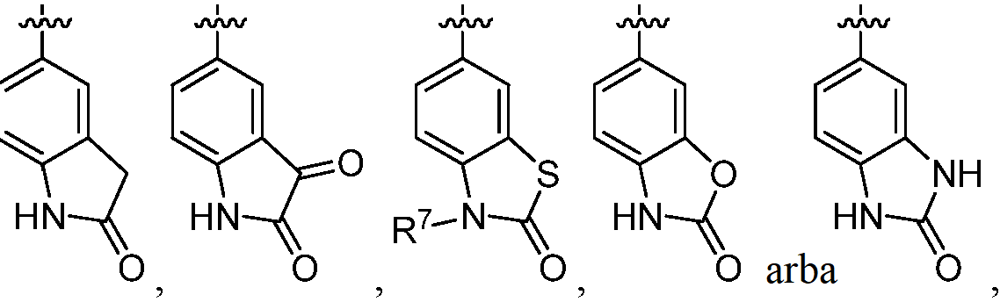 O S O NH
HN HN R⁷ N HN arba HN
O , O , O , O O ,